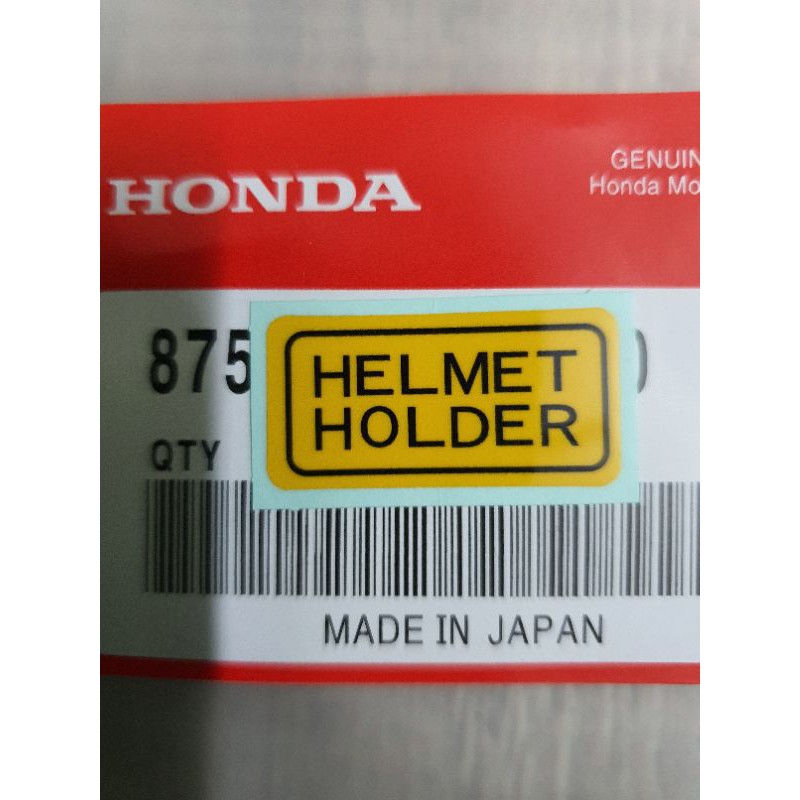 HONDA
GENUIN
Honda Mo
875
HELMET
HOLDER
QTY
MADE IN JAPAN